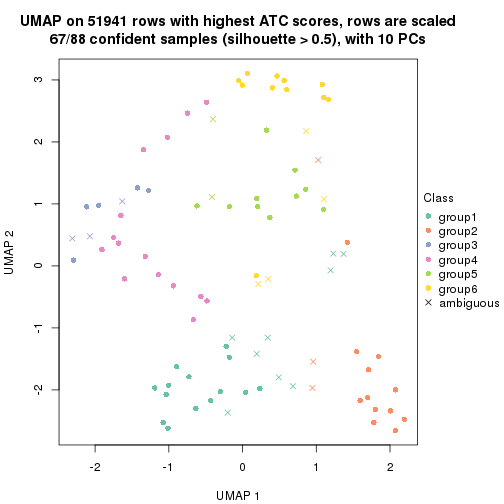 UMAP on 51941 rows with highest ATC scores, rows are scaled
67/88 confident samples (silhouette > 0.5), with 10 PCs
3
2
1
0
-1
-2
UMAP 2
-2
-1
0
1
2
UMAP 1
Class
group1
group2
group3
group4
group5
group6
ambiguous